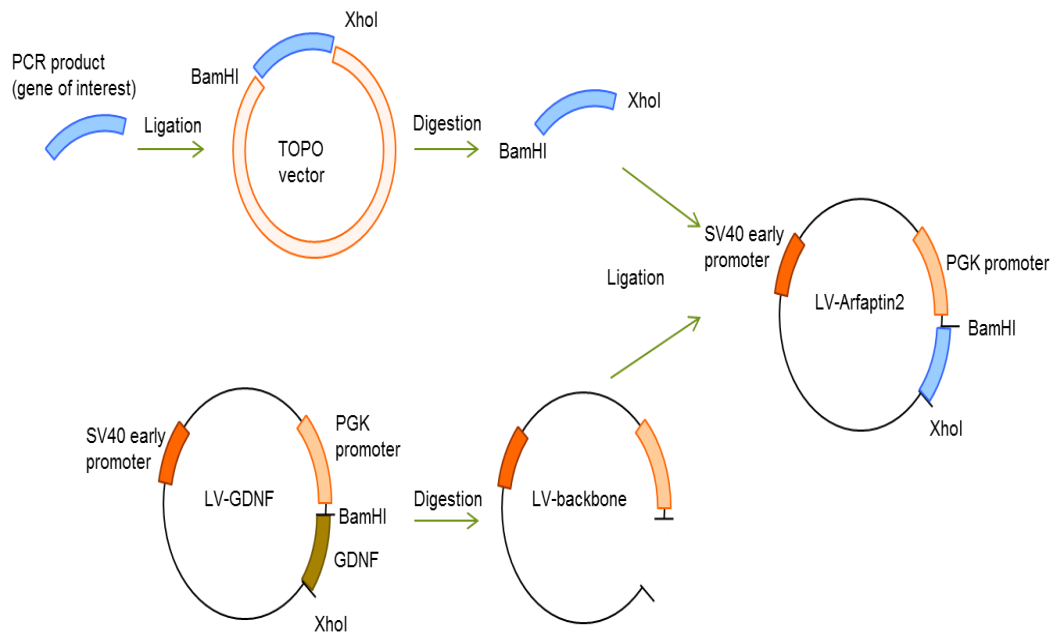 XhoI
PCR product
(gene of interest)
BamHI
Ligation
TOPO
vector
Digestion
XhoI
BamHI
SV40 early
promoter
PGK promoter
Ligation
LV-Arfaptin2
BamHI
XhoI
SV40 early
promoter
PGK
promoter
LV-GDNF
BamHI
GDNF
XhoI
Digestion
LV-backbone